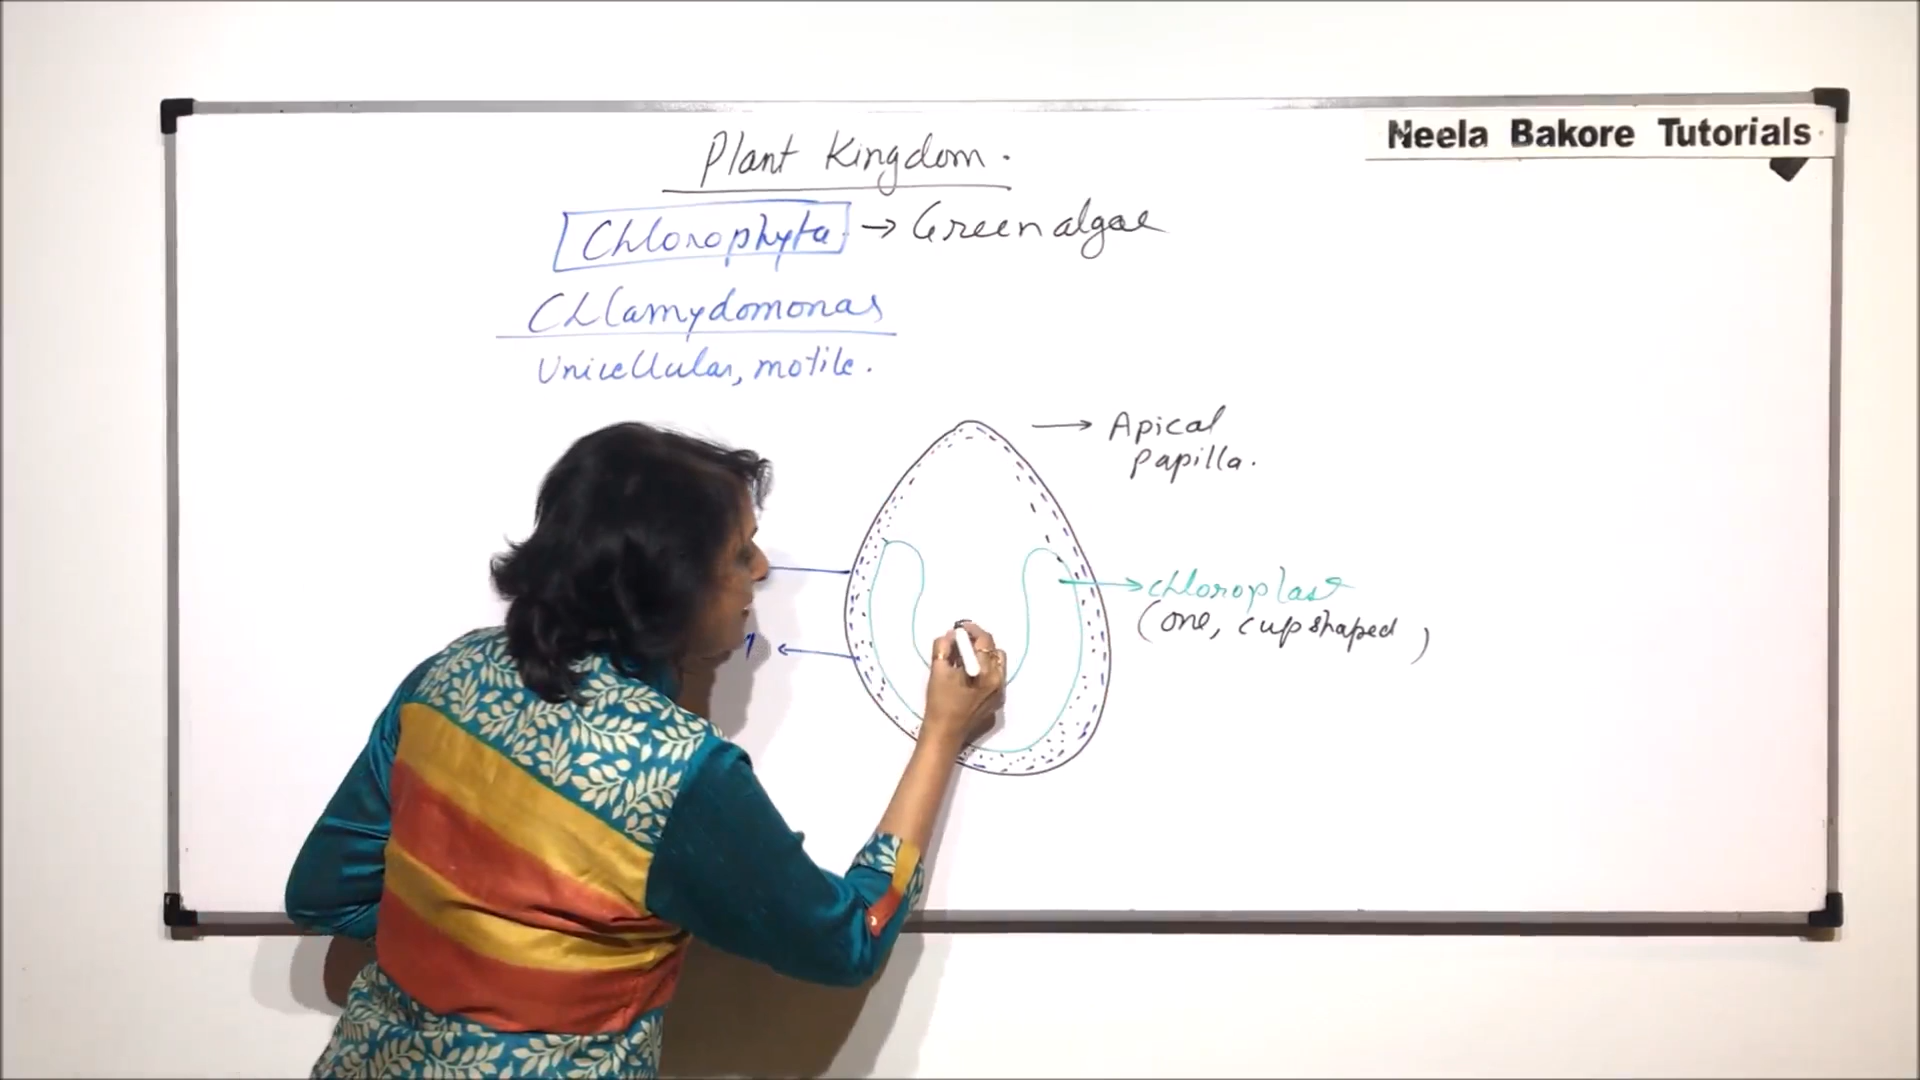 Neela Bakore Tutorials
Plant Kingdom.
Chlorophyta → Green algae
Chlamydomonas
Unicellular, motile.
→ Apical
papilla.
chloroplast
(one, cup shaped)